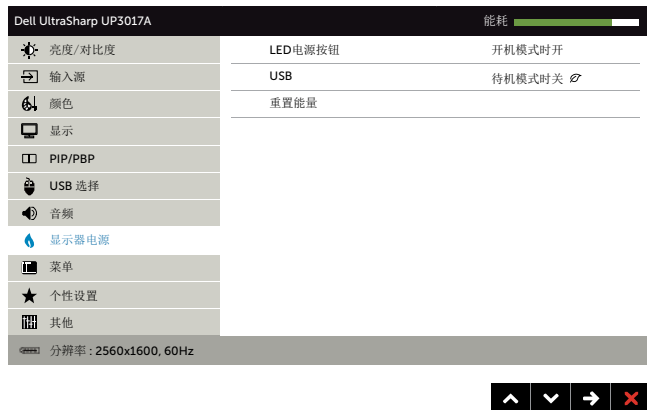 Dell UltraSharp UP3017A 能耗
亮度/对比度 LED电源按钮 开机模式时开
输入源 USB 待机模式时关
颜色 重置能量
显示
PIP/PBP
USB 选择
音频
显示器电源
菜单
个性设置
其他
分辨率 : 2560x1600, 60Hz